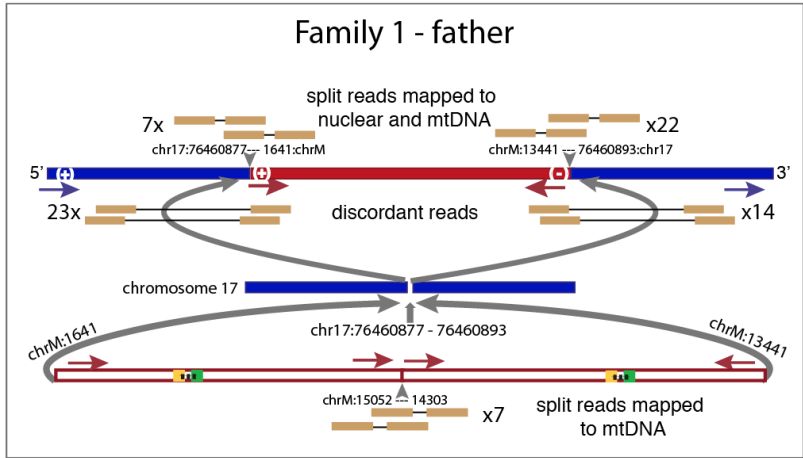 Family 1 - father
split reads mapped to
nuclear and mtDNA
7x
x22
chr17:76460877--- 1641:chrM
chrM:13441 --- 76460893:chr17
5'
+
+
-
+
3'
23x
discordant reads
x14
chromosome 17
chr17:76460877 - 76460893
chrM:1641
chrM:13441
chrM:15052 --- 14303
x7
split reads mapped
to mtDNA